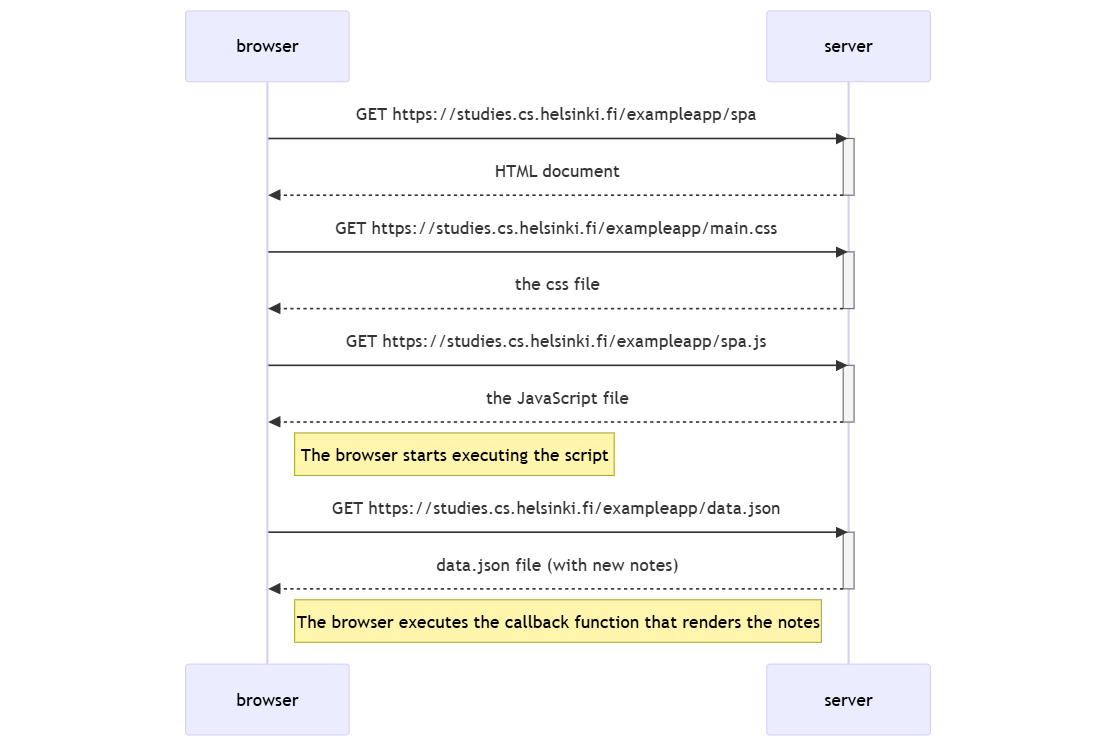 browser
server
GET https://studies.cs.helsinki.fi/exampleapp/spa
HTML document
GET https://studies.cs.helsinki.fi/exampleapp/main.css
the css file
GET https://studies.cs.helsinki.fi/exampleapp/spa.js
the JavaScript file
The browser starts executing the script
GET https://studies.cs.helsinki.fi/exampleapp/data.json
data.json file (with new notes)
The browser executes the callback function that renders the notes
browser
server